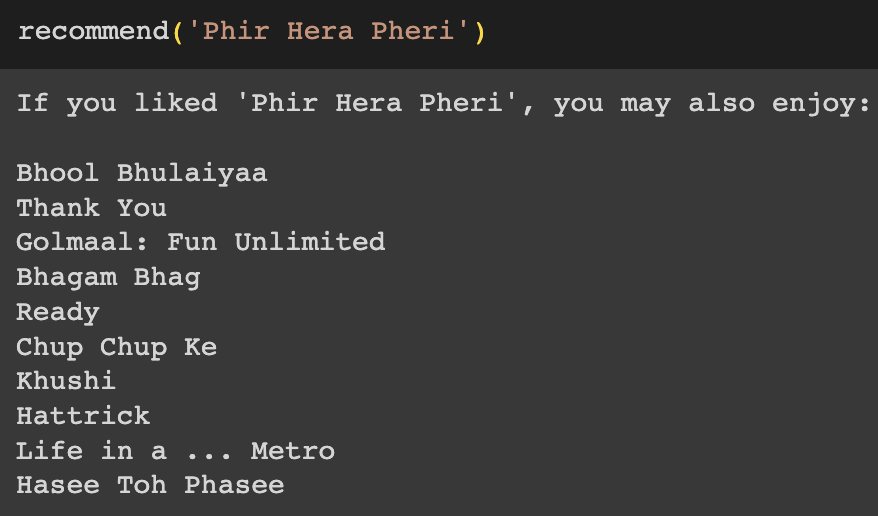 recommend('Phir Hera Pheri')
If you liked 'Phir Hera Pheri', you may also enjoy:
Bhool Bhulaiyaa
Thank You
Golmaal: Fun Unlimited
Bhagam Bhag
Ready
Chup Chup Ke
Khushi
Hattrick
Life in a ... Metro
Hasee Toh Phasee